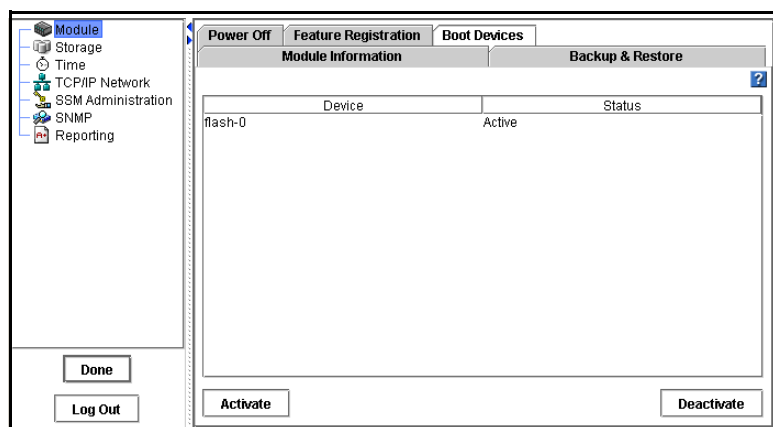 Module
Storage
Time
TCP/IP Network
SSM Administration
SNMP
Reporting
Done
Log Out
Power Off Feature Registration Boot Devices
Module Information Backup & Restore
?
Device Status
flash-0 Active
Activate Deactivate